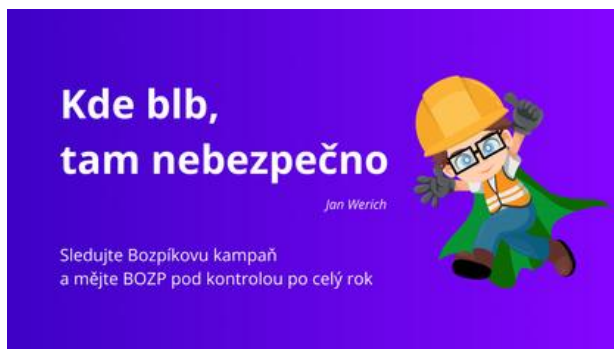 Kde blb,
tam nebezpečno
Jan Werich
Sledujte Bozpíkovu kampaň
a mějte BOZP pod kontrolou po celý rok